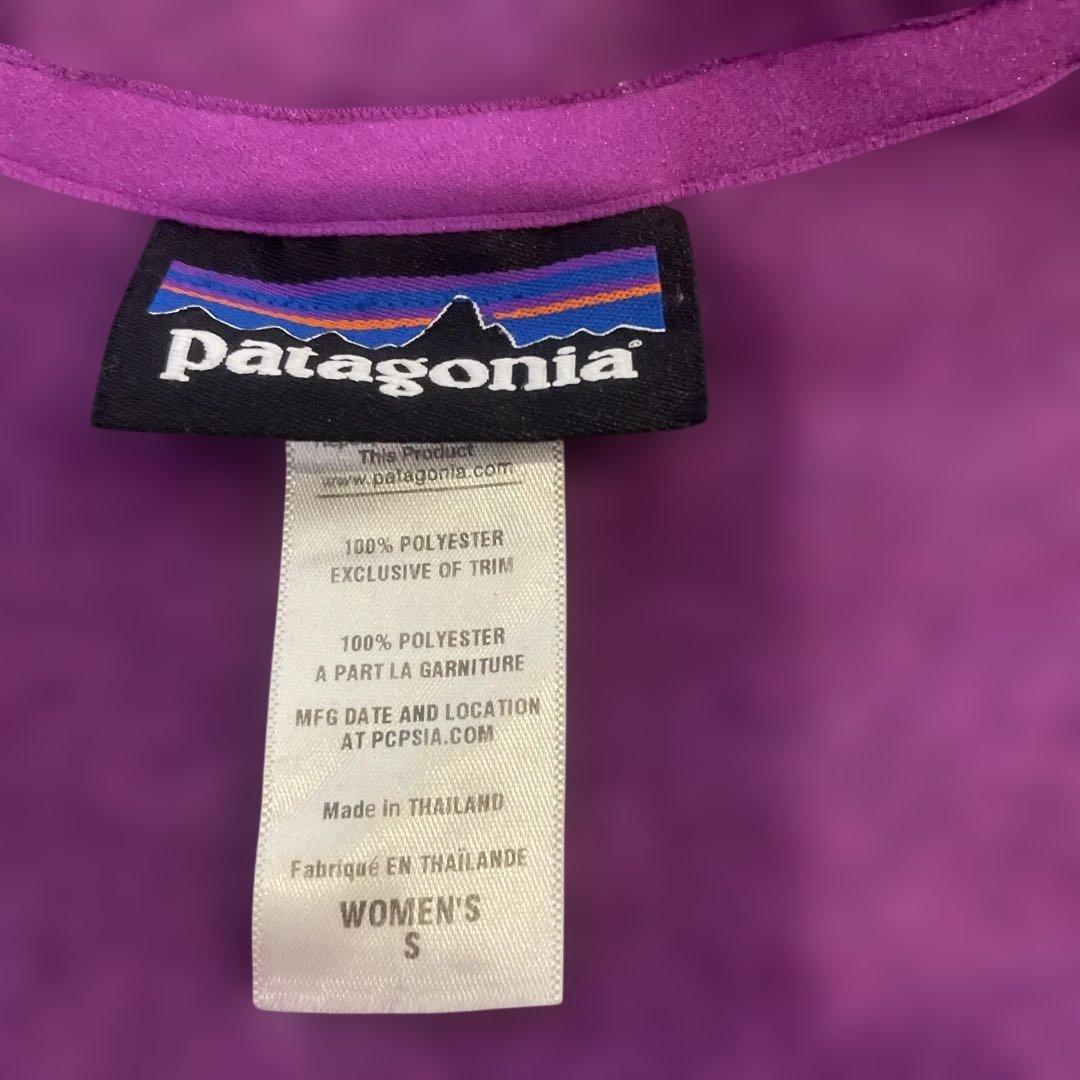 patagonia®
This Product
www.patagonia.com
100% POLYESTER
EXCLUSIVE OF TRIM
100% POLYESTER
A PART LA GARNITURE
MFG DATE AND LOCATION
AT PCPSIA.COM
Made in THAILAND
Fabriqué EN THAÏLANDE
WOMEN'S
S